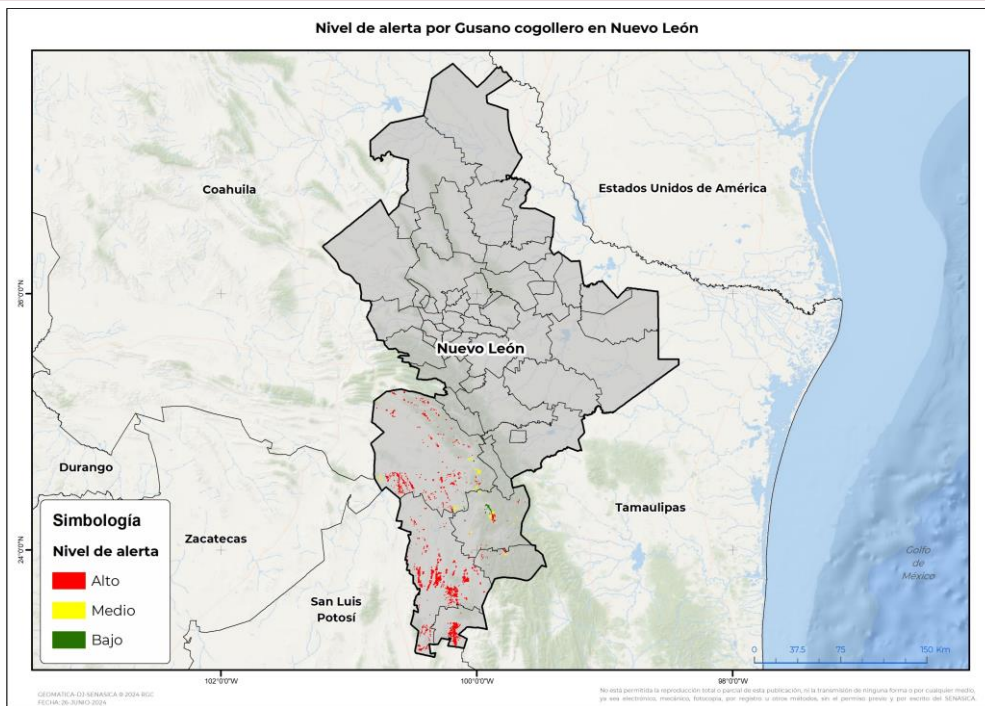 Nivel de alerta por Gusano cogollero en Nuevo León
Coahuila
Estados Unidos de América
26°0'0"N
Nuevo León
Durango
Tamaulipas
Simbología
Nivel de alerta
Alto
Medio
Bajo
Zacatecas
24°0'0"N
San Luis
Potosí
Golfo
de
México
0 37.5 75 150 Km
102°0'0"W
100°0'0"W
98°0'0"W
GEOMATICA-DJ-SENASICA ® 2024 BGC
FECHA: 26-JUNIO-2024
No está permitida la reproducción total o parcial de esta publicación, ni la transmisión de ninguna forma o por cualquier medio,
ya sea electrónico, mecánico, fotocopia, por registro u otros métodos, sin el permiso previo y por escrito del SENASICA.